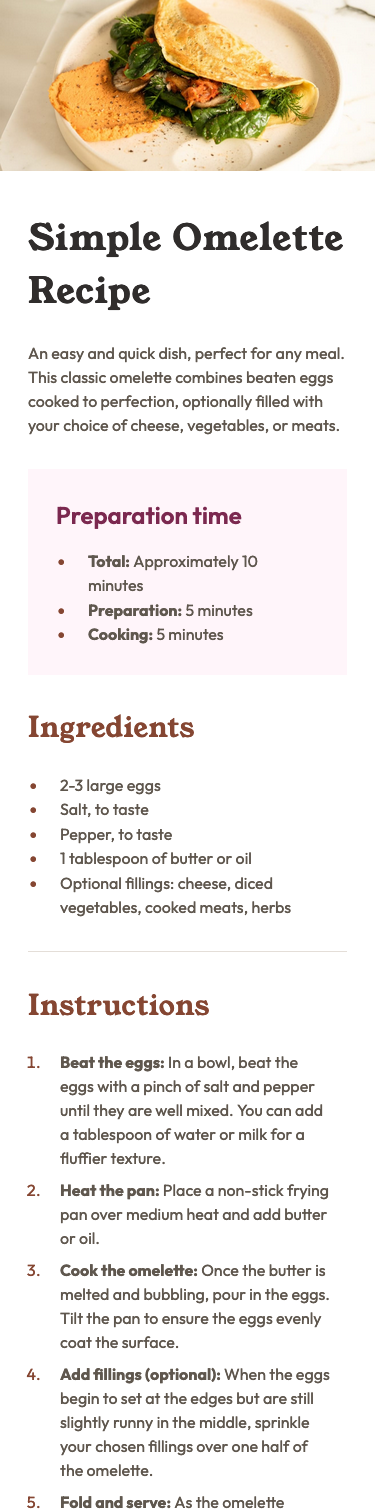 Simple Omelette
Recipe
An easy and quick dish, perfect for any meal.
This classic omelette combines beaten eggs
cooked to perfection, optionally filled with
your choice of cheese, vegetables, or meats.
Preparation time
• Total: Approximately 10
minutes
• Preparation: 5 minutes
• Cooking: 5 minutes
Ingredients
• 2-3 large eggs
• Salt, to taste
• Pepper, to taste
• 1 tablespoon of butter or oil
• Optional fillings: cheese, diced
vegetables, cooked meats, herbs
Instructions
1. Beat the eggs: In a bowl, beat the
eggs with a pinch of salt and pepper
until they are well mixed. You can add
a tablespoon of water or milk for a
fluffier texture.
2. Heat the pan: Place a non-stick frying
pan over medium heat and add butter
or oil.
3. Cook the omelette: Once the butter is
melted and bubbling, pour in the eggs.
Tilt the pan to ensure the eggs evenly
coat the surface.
4. Add fillings (optional): When the eggs
begin to set at the edges but are still
slightly runny in the middle, sprinkle
your chosen fillings over one half of
the omelette.
5. Fold and serve: As the omelette